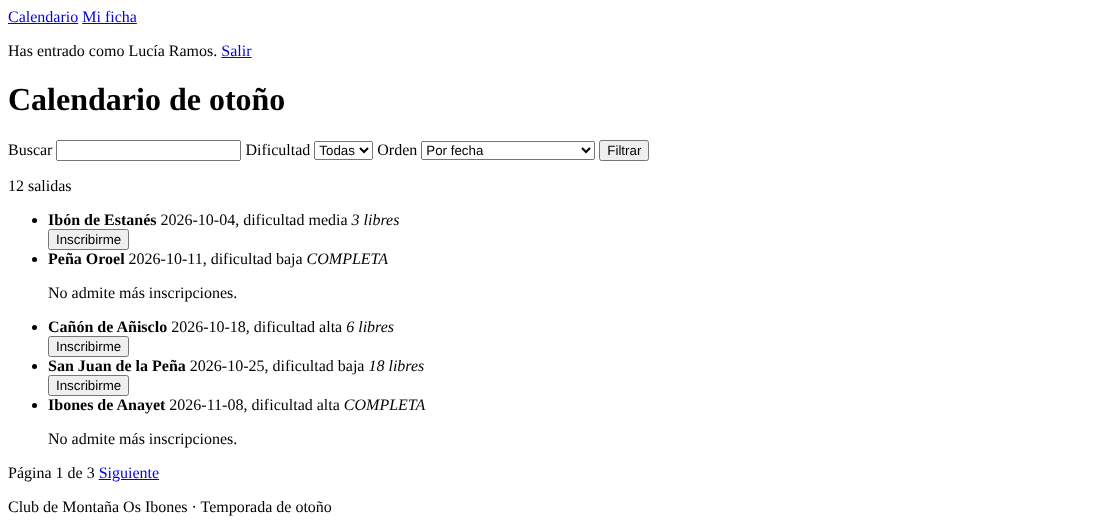 Calendario Mi ficha
Has entrado como Lucía Ramos. Salir
Calendario de otoño
Buscar Dificultad Todas Orden Por fecha Filtrar
12 salidas
Ibón de Estanés 2026-10-04, dificultad media 3 libres
Inscribirme
Peña Oroel 2026-10-11, dificultad baja COMPLETA
No admite más inscripciones.
Cañón de Añisclo 2026-10-18, dificultad alta 6 libres
Inscribirme
San Juan de la Peña 2026-10-25, dificultad baja 18 libres
Inscribirme
Ibones de Anayet 2026-11-08, dificultad alta COMPLETA
No admite más inscripciones.
Página 1 de 3 Siguiente
Club de Montaña Os Ibones · Temporada de otoño